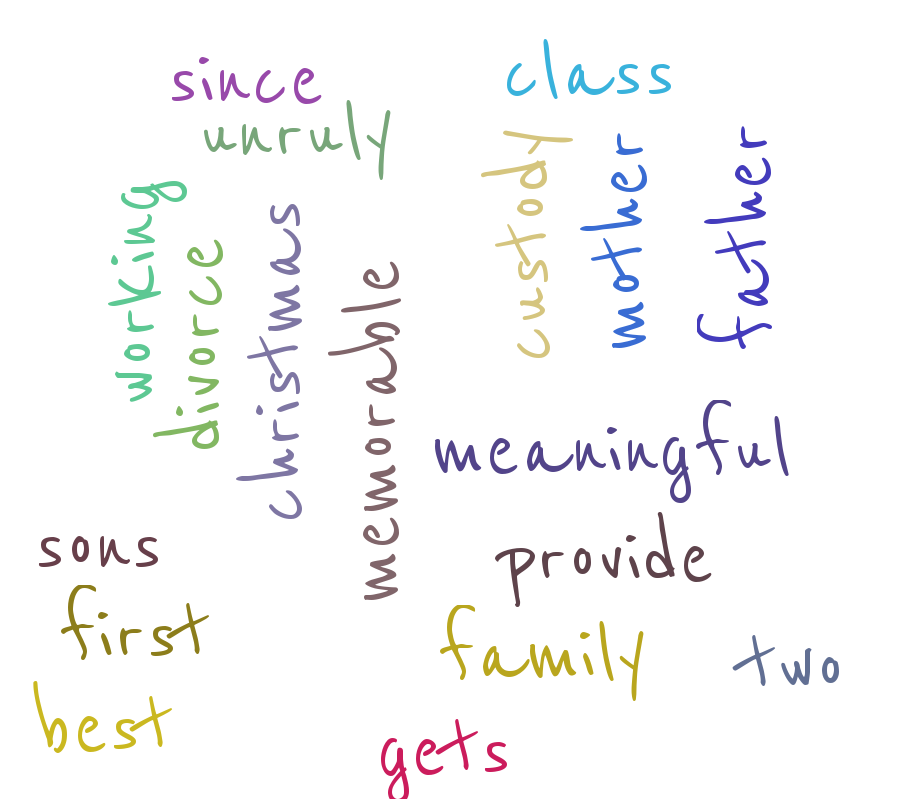 since
class
unruly
custody
mother
father
working
divorce
christmas
memorable
meaningful
sons
provide
first
family
two
best
gets